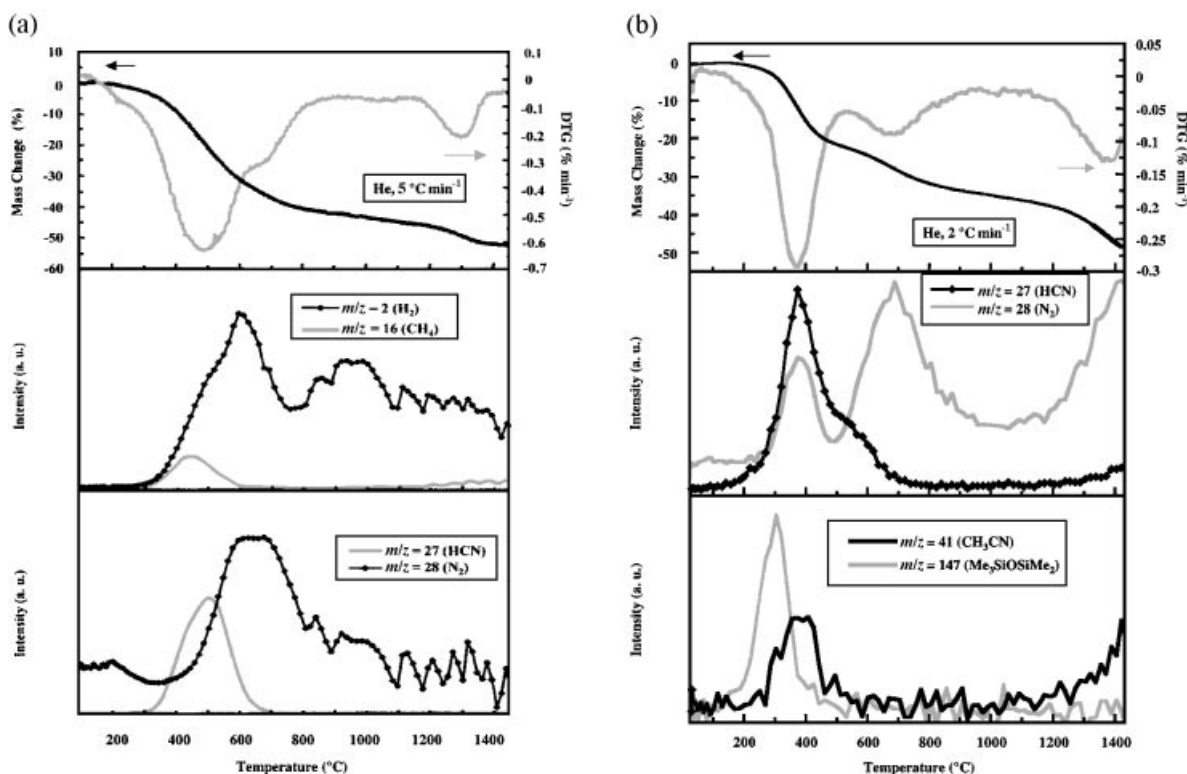 (a)
10
0
-10
-20
-30
-40
-50
-60
Mass Change (%)
0.1
0
-0.1
-0.2
-0.3
-0.4
-0.5
-0.6
-0.7
DTG (% min⁻¹)
He, 5 °C min⁻¹
m/z – 2 (H₂)
m/z = 16 (CH₄)
Intensity (a. u.)
m/z = 27 (HCN)
m/z = 28 (N₂)
Intensity (a. u.)
200 400 600 800 1000 1200 1400
Temperature (°C)
(b)
0
-10
-20
-30
-40
-50
Mass Change (%)
0.05
0
-0.05
-0.1
-0.15
-0.2
-0.25
-0.3
DTG (% min⁻¹)
He, 2 °C min⁻¹
m/z = 27 (HCN)
m/z = 28 (N₂)
Intensity (a. u.)
m/z = 41 (CH₃CN)
m/z = 147 (Me₃SiOSiMe₂)
Intensity (a. u.)
200 400 600 800 1000 1200 1400
Temperature (°C)